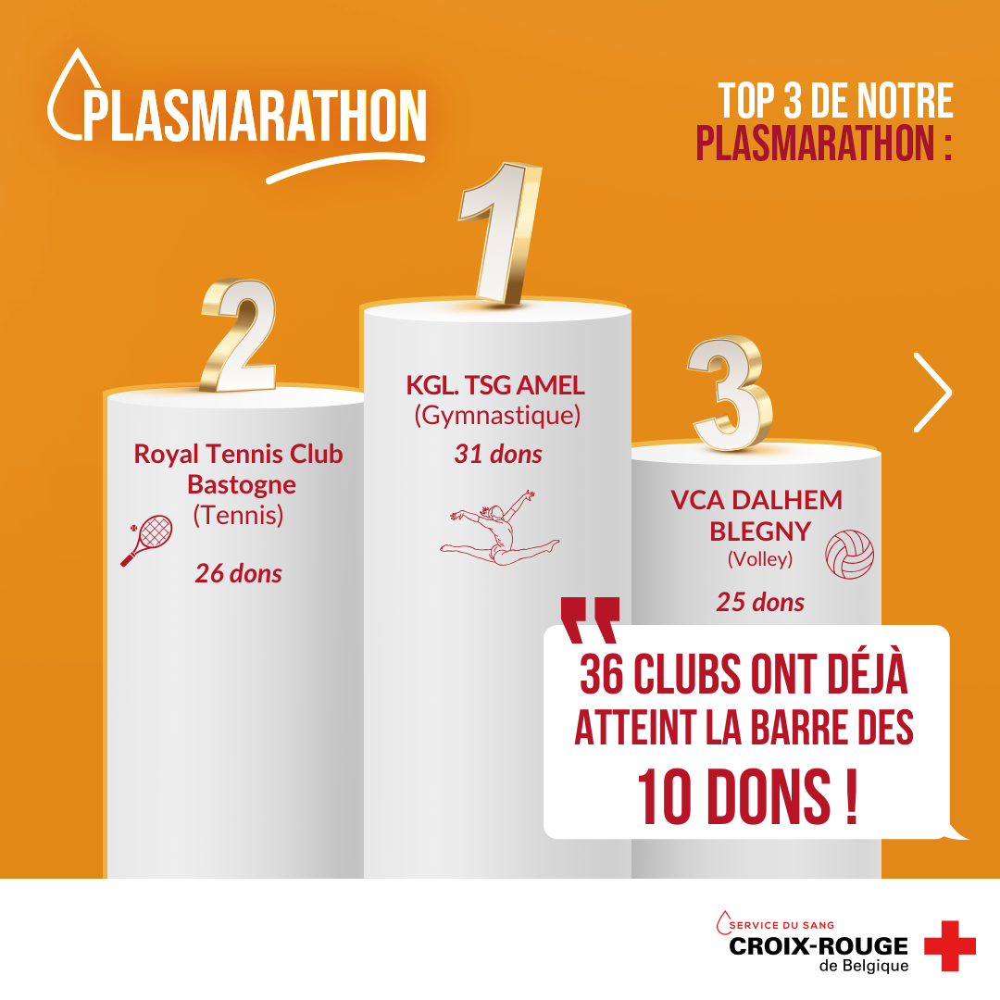 PLASMARATHON
TOP 3 DE NOTRE
PLASMARATHON :
1
KGL. TSG AMEL
(Gymnastique)
31 dons
2
Royal Tennis Club
Bastogne
(Tennis)
26 dons
3
VCA DALHEM
BLEGNY
(Volley)
25 dons
36 CLUBS ONT DÉJÀ
ATTEINT LA BARRE DES
10 DONS !
SERVICE DU SANG
CROIX-ROUGE
de Belgique